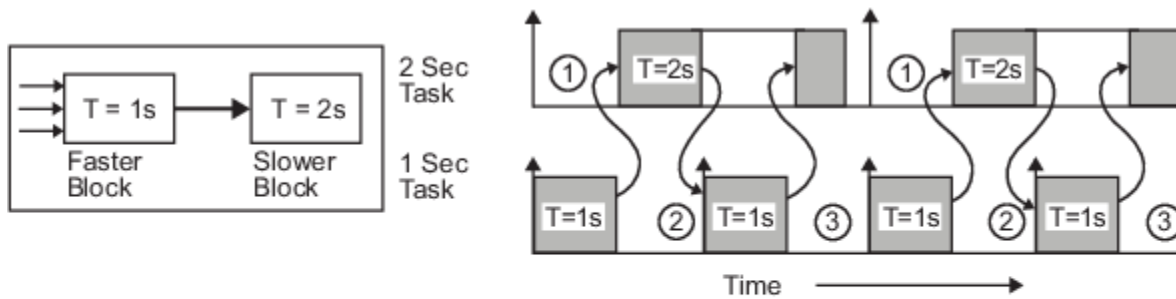 T = 1s
T = 2s
Faster
Block
Slower
Block
2 Sec
Task
1 Sec
Task
1
T=2s
1
T=2s
T=1s
2
T=1s
3
T=1s
2
T=1s
3
Time